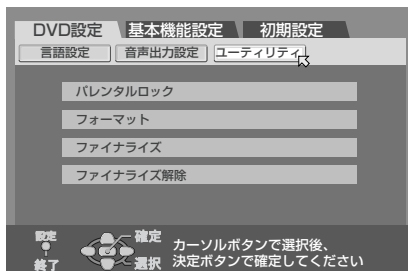 DVD設定 基本機能設定 初期設定
言語設定 音声出力設定 ユーティリティ
パレンタルロック
フォーマット
ファイナライズ
ファイナライズ解除
設定 確定
カーソルボタンで選択後、
終了 選択 決定ボタンで確定してください